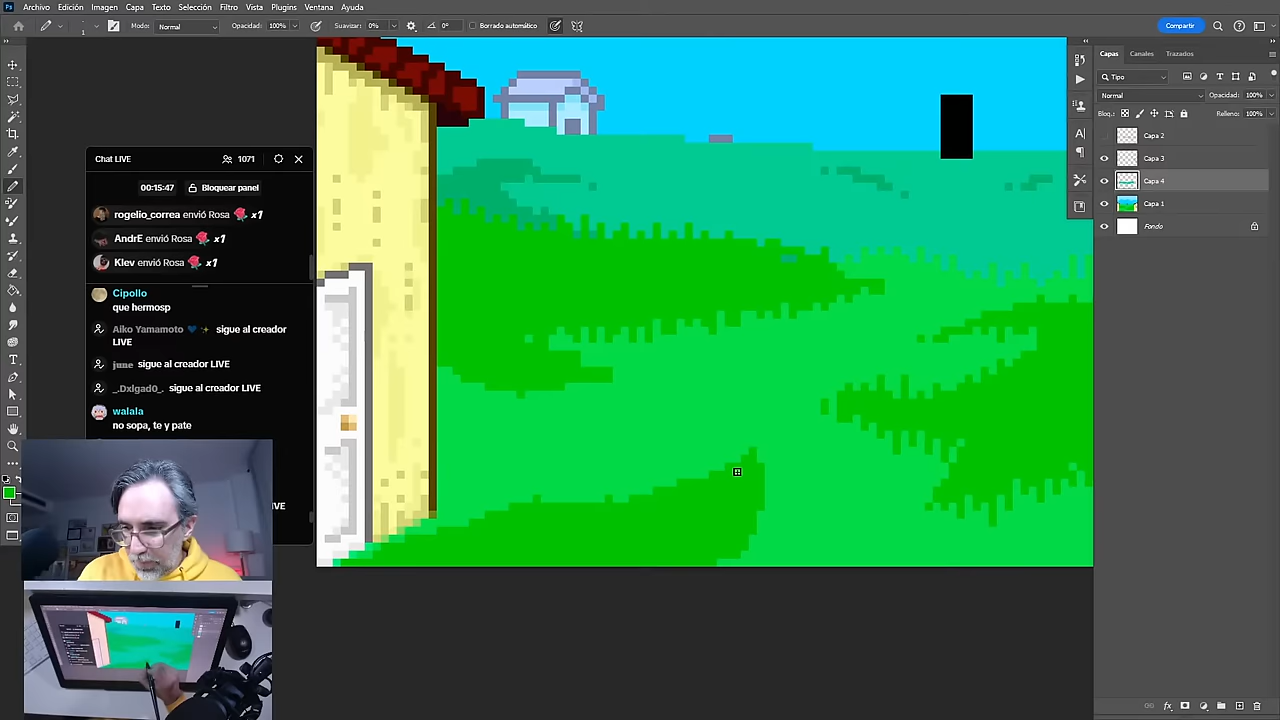 Ps Archivo Edición Imagen Capa Texto Selección Filtro Vista Plugins Ventana Ayuda
1 Modo: Normal Opacidad: 100% Suavizar: 0% 0° Borrado automático Compartir
Capas Canales Trazados
Tipo
Normal Opacidad: 100%
Bloq.: Relleno: 100%
Capa 2
Capa 3
Capa 4
Capa 1
Fondo
Chat LIVE 1071
00:15:47 Bloquear panel
rogelio_correa envió Rosa x1
AndrE envió Rosa x1
Klev envió Rosa x1
Cipollo
que hermosp
Aiko Yamamoto sigue al creador
LIVE
june sigue al creador LIVE
_.Dxlgad0_. sigue al creador LIVE
walala
no sopa, te y pate
IVE